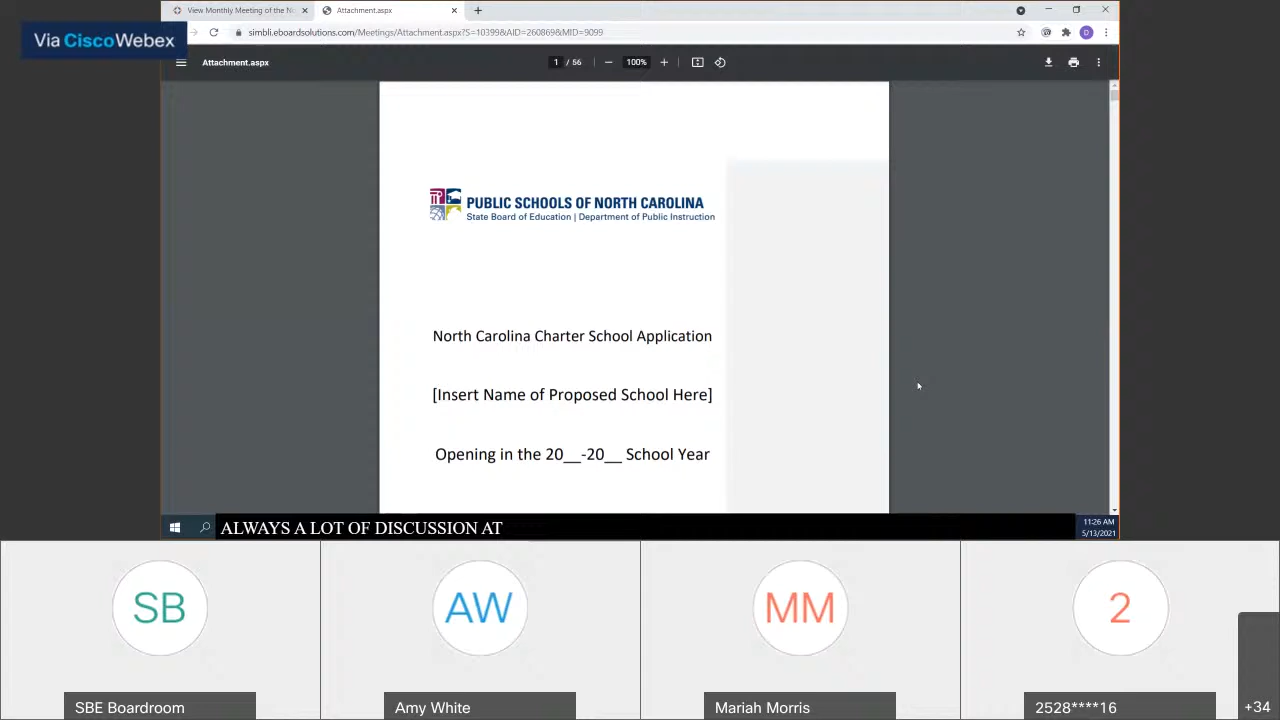 Via Cisco Webex
View Monthly Meeting of the No
Attachment.aspx
simbli.eboardsolutions.com/Meetings/Attachment.aspx?S=10399&AID=260869&MID=9099
D
Attachment.aspx
1 / 56
100%
PUBLIC SCHOOLS OF NORTH CAROLINA
State Board of Education | Department of Public Instruction
North Carolina Charter School Application
[Insert Name of Proposed School Here]
Opening in the 20__-20__ School Year
ALWAYS A LOT OF DISCUSSION AT
11:26 AM
5/13/2021
SB
AW
MM
2
SBE Boardroom
Amy White
Mariah Morris
2528****16
+34